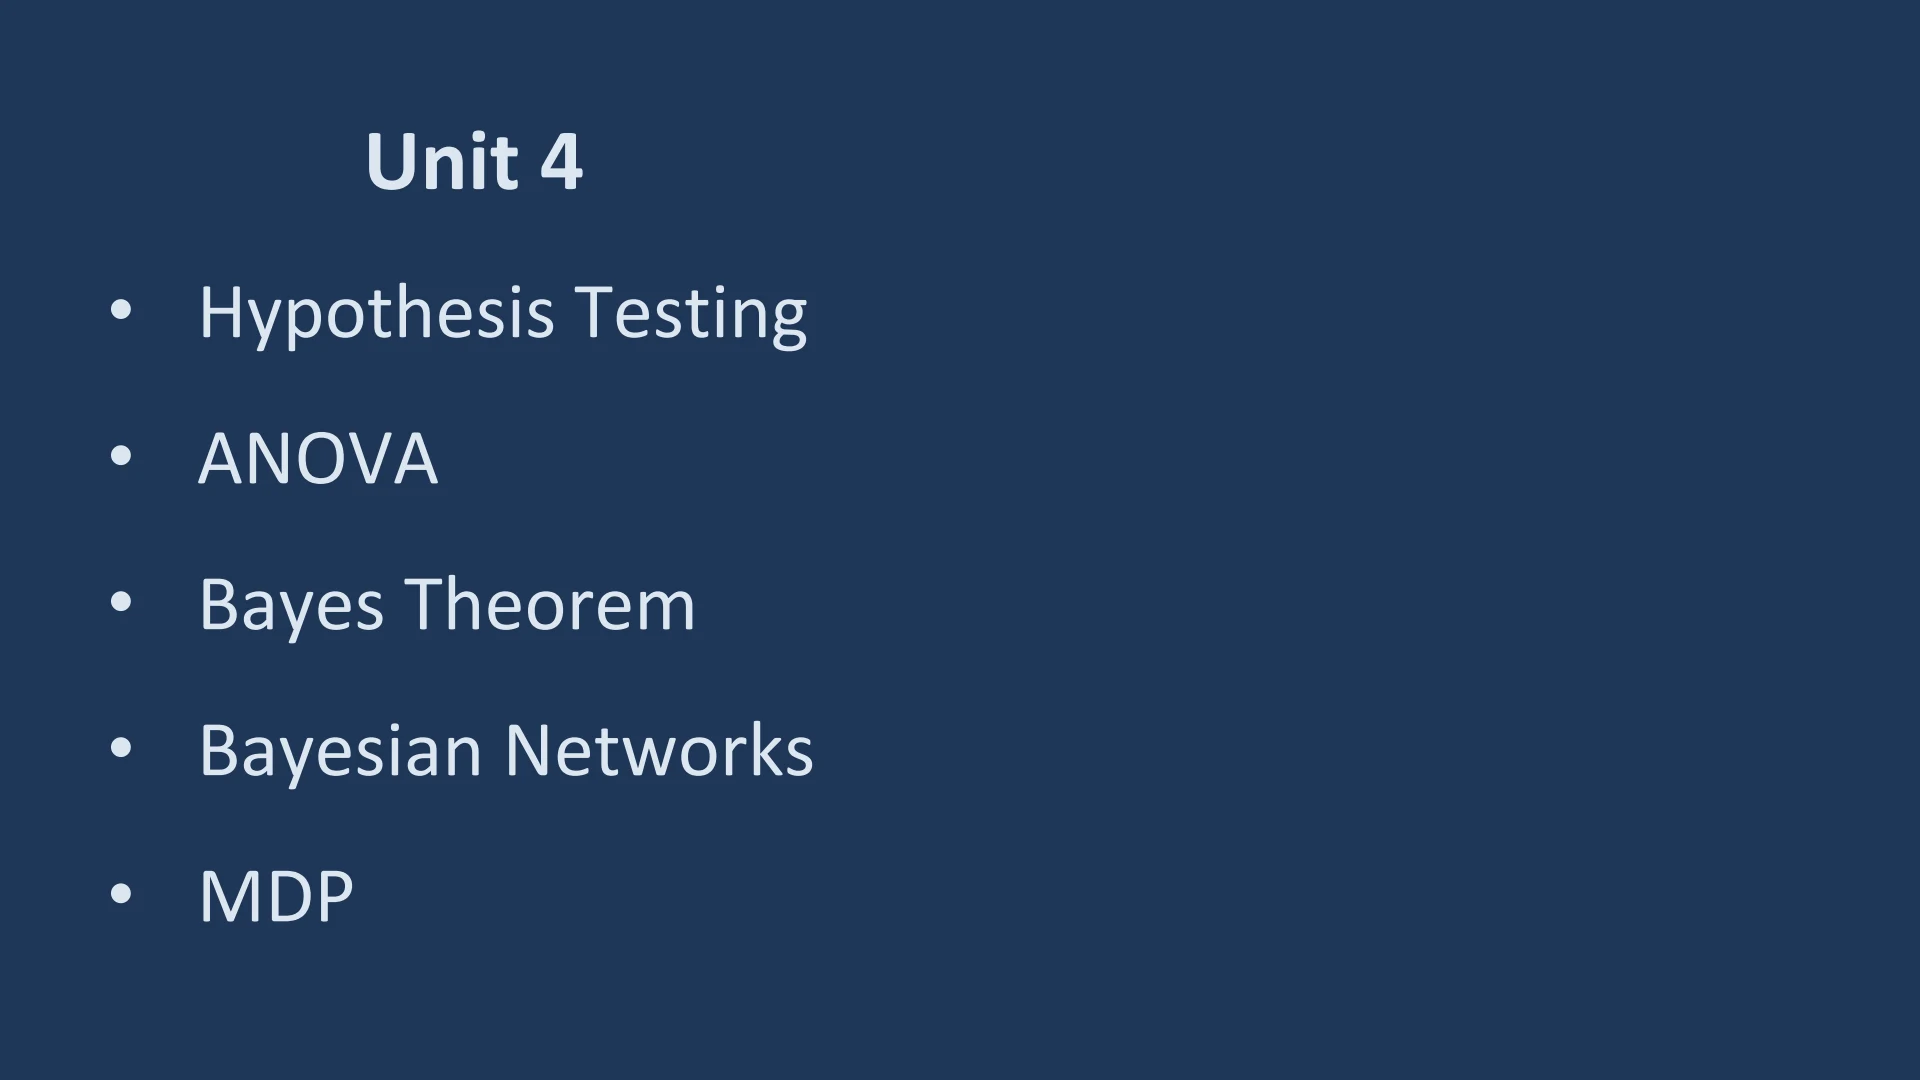 Unit 4
• Hypothesis Testing
• ANOVA
• Bayes Theorem
• Bayesian Networks
• MDP